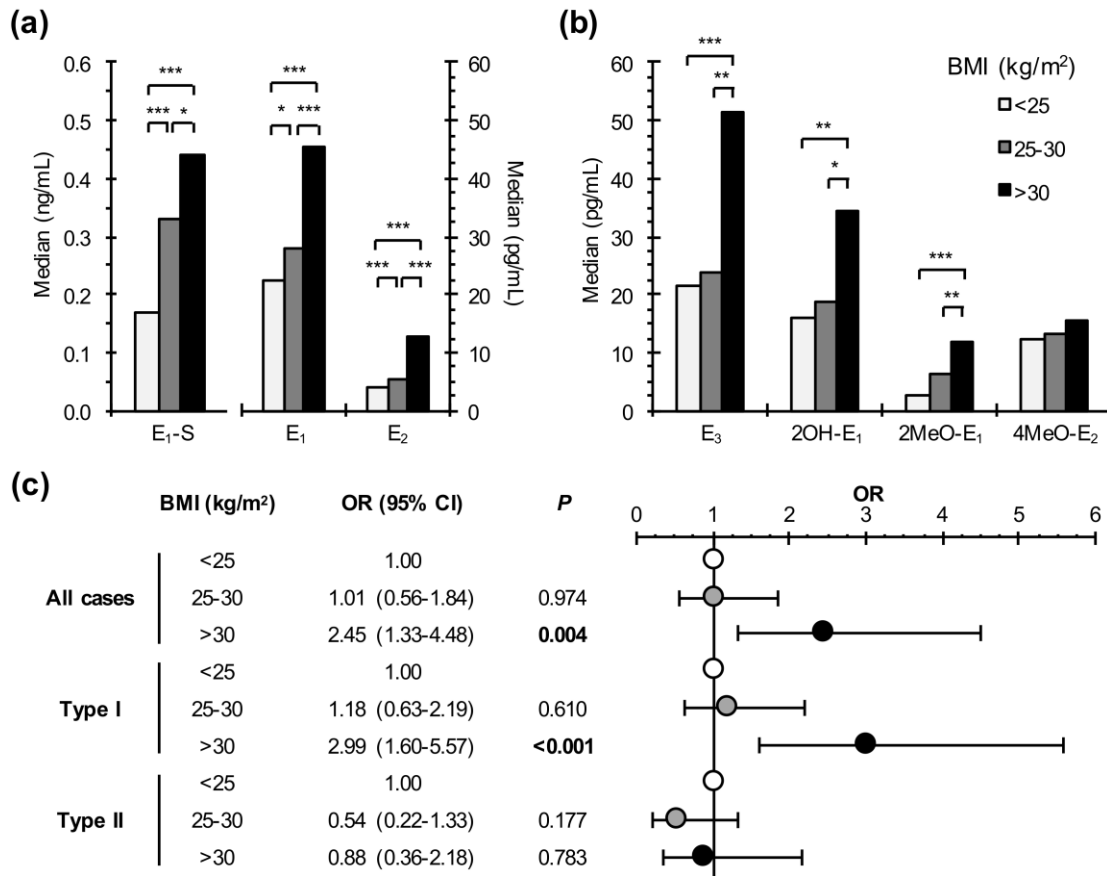 (a)
0.6
0.5
0.4
0.3
0.2
0.1
0.0
Median (ng/mL)
***
*** *
***
* ***
***
*** ***
60
50
40
30
20
10
0
Median (pg/mL)
E₁-S E₁ E₂
(b)
60
50
40
30
20
10
0
Median (pg/mL)
***
**
**
*
***
**
BMI (kg/m²)
<25
25-30
>30
E₃ 2OH-E₁ 2MeO-E₁ 4MeO-E₂
(c)
BMI (kg/m²) OR (95% CI) P OR
0 1 2 3 4 5 6
<25 1.00
All cases 25-30 1.01 (0.56-1.84) 0.974
>30 2.45 (1.33-4.48) 0.004
<25 1.00
Type I 25-30 1.18 (0.63-2.19) 0.610
>30 2.99 (1.60-5.57) <0.001
<25 1.00
Type II 25-30 0.54 (0.22-1.33) 0.177
>30 0.88 (0.36-2.18) 0.783